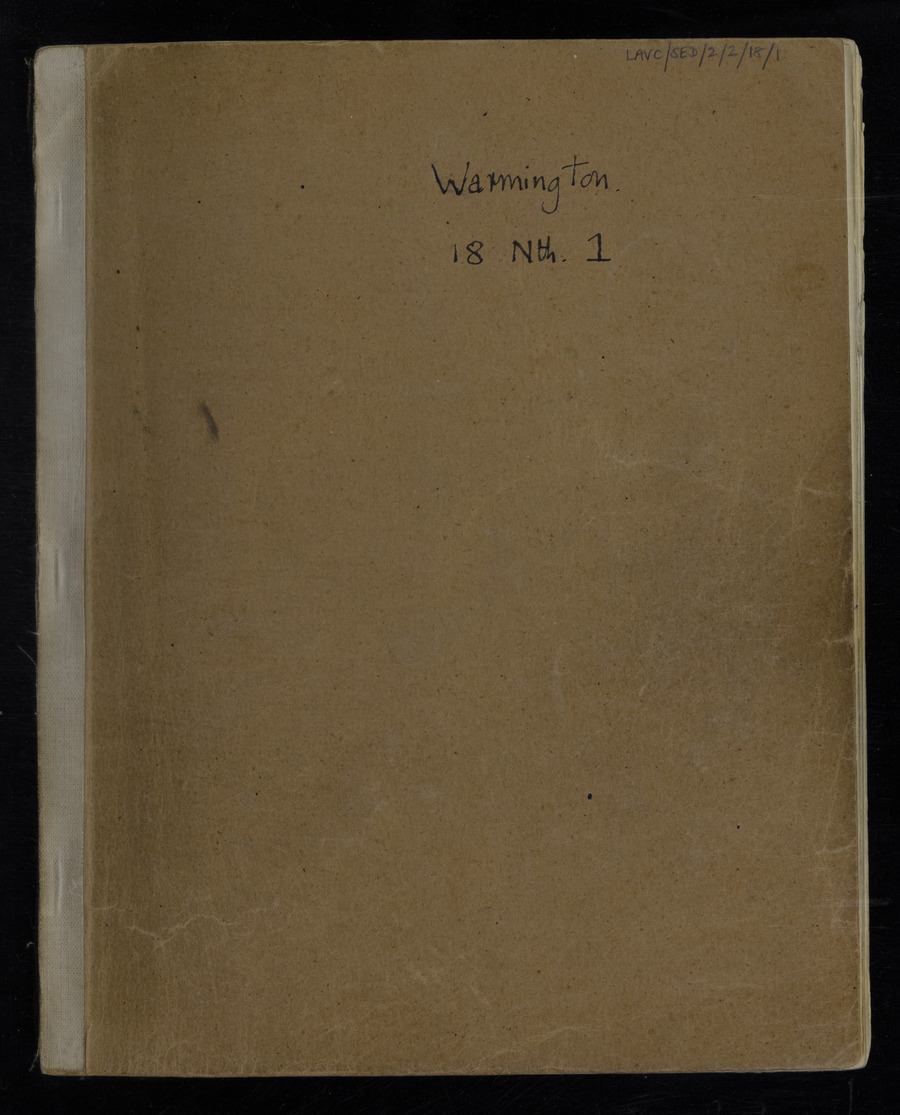 LAVC/SED/2/2/18/1
Warmington.
18 Nth. 1